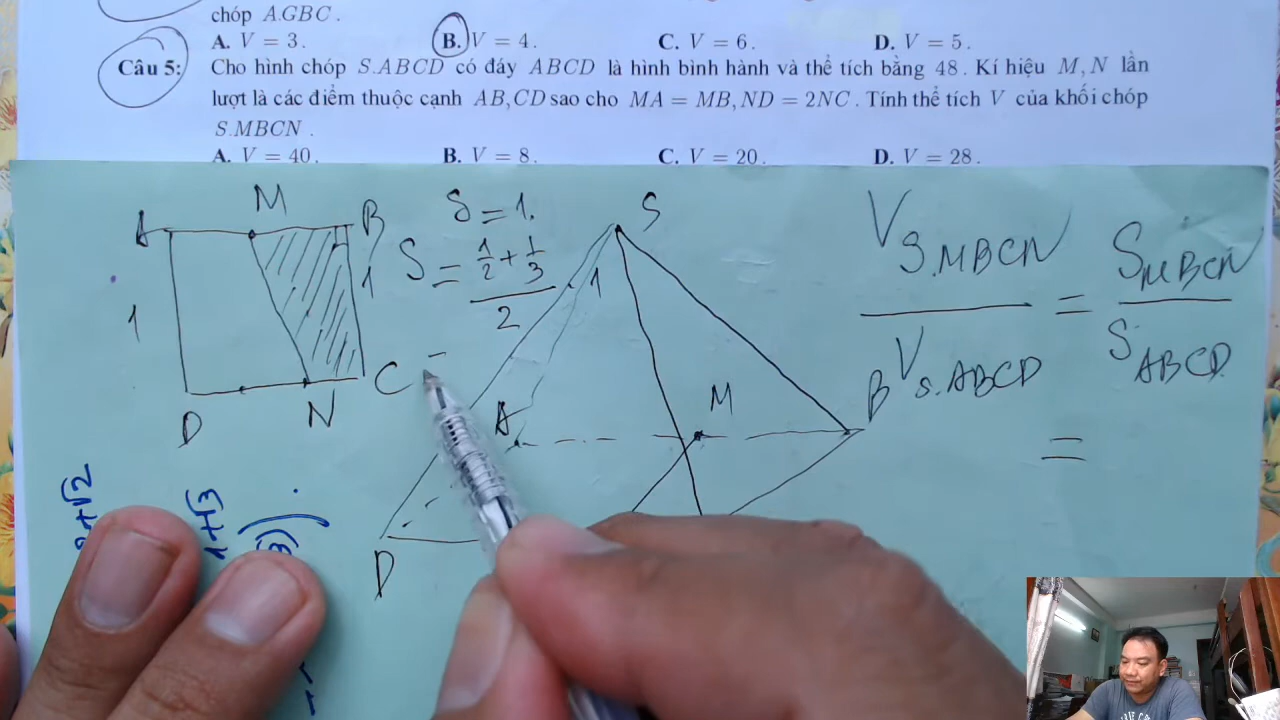 chóp A.GBC .
A. V = 3 . B. V = 4 . C. V = 6 . D. V = 5 .
Câu 5: Cho hình chóp S.ABCD có đáy ABCD là hình bình hành và thể tích bằng 48 . Kí hiệu M, N lần
lượt là các điểm thuộc cạnh AB, CD sao cho MA = MB, ND = 2NC . Tính thể tích V của khối chóp
S.MBCN .
A. V = 40 . B. V = 8 . C. V = 20 . D. V = 28 .
A M B
1 1
D N C
S = 1.
S = (1/2 + 1/3)/2 . 1
=
S
A M B
D
V S.MBCN / V S.ABCD = S MBCN / S ABCD
=
+√2
1+√3